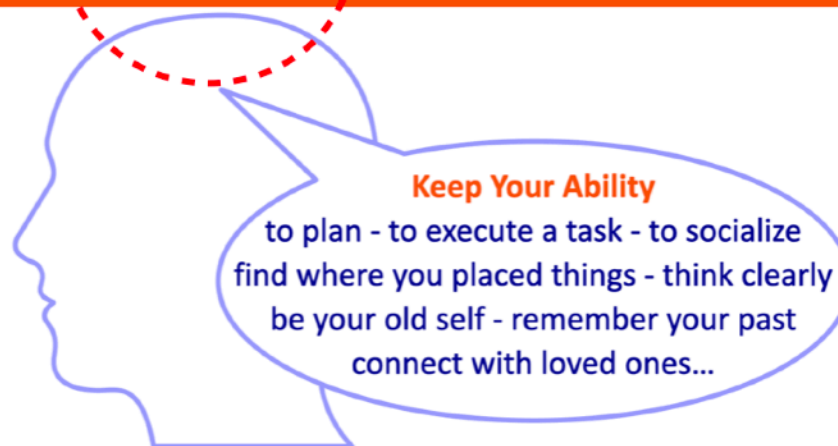 Keep Your Ability
to plan - to execute a task - to socialize
find where you placed things - think clearly
be your old self - remember your past
connect with loved ones...